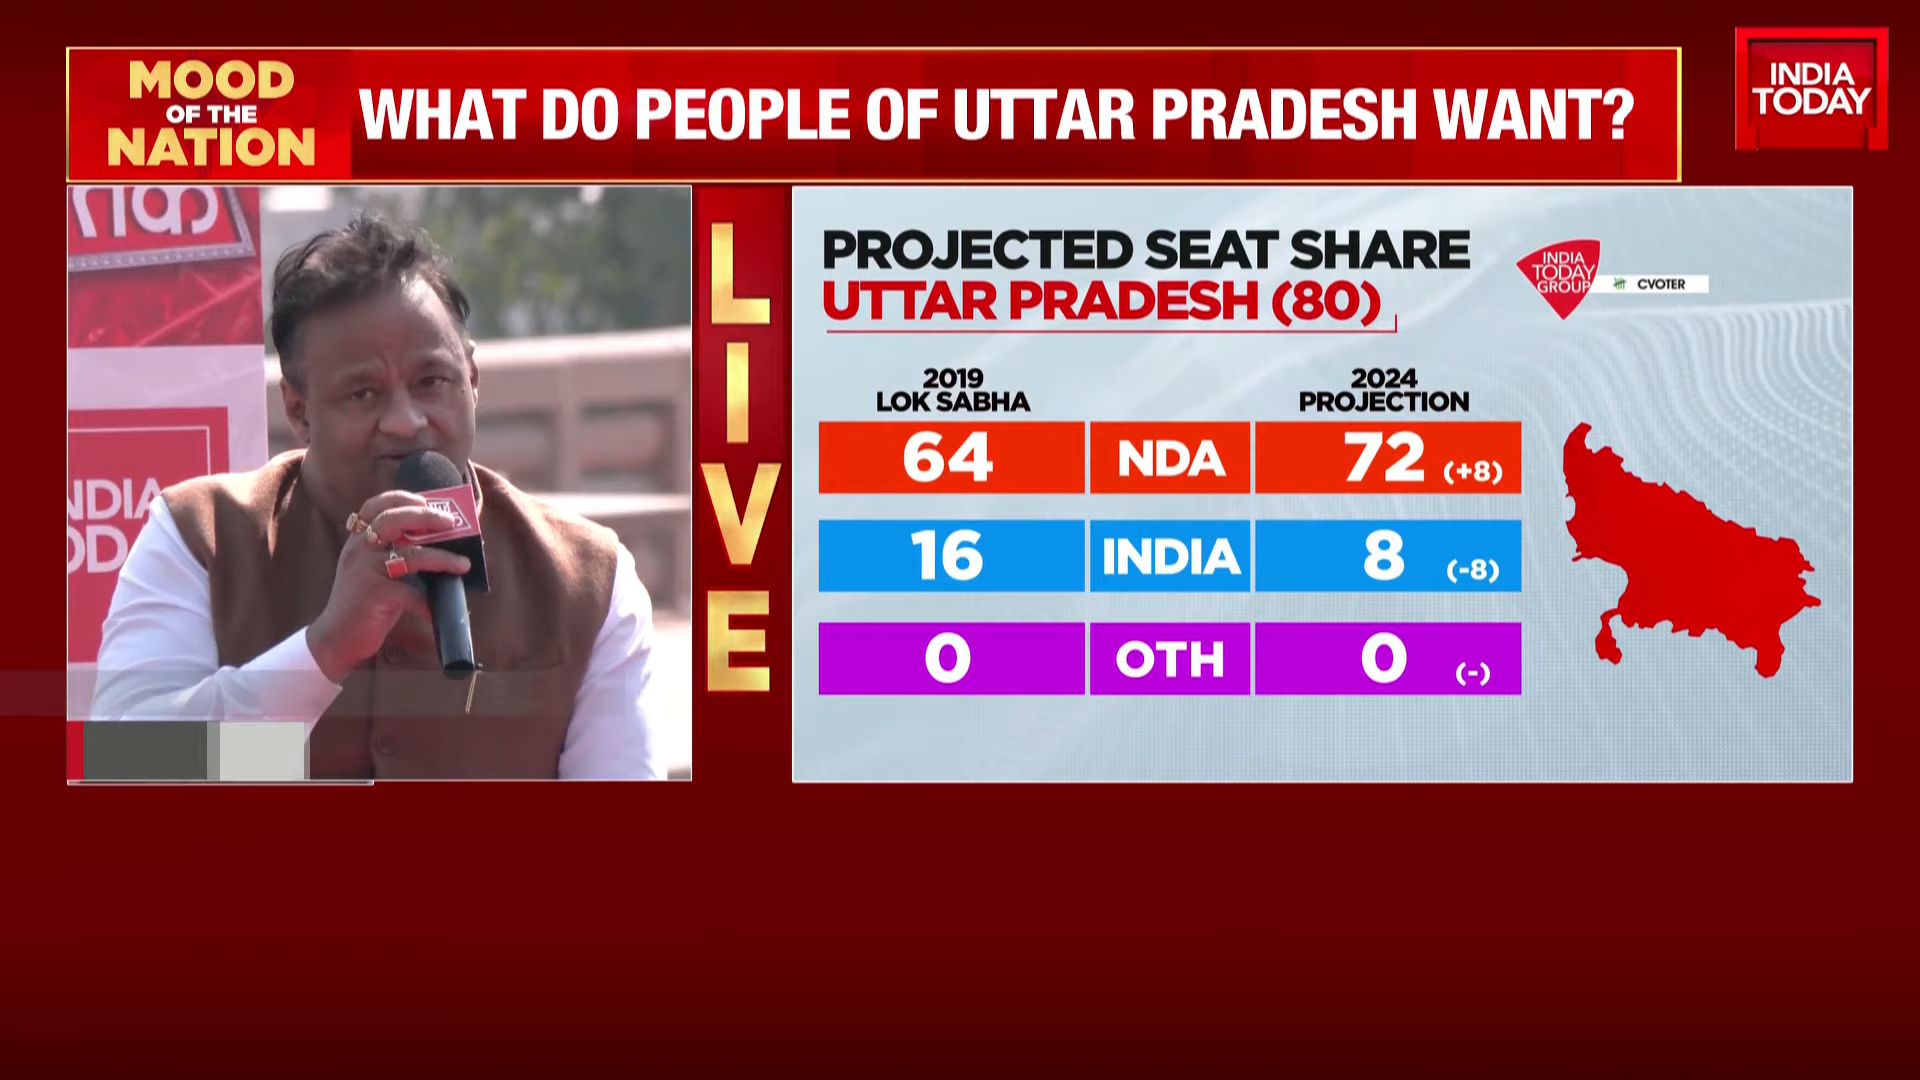 MOOD
OF THE
NATION
WHAT DO PEOPLE OF UTTAR PRADESH WANT?
INDIA
TODAY
LIVE
PROJECTED SEAT SHARE
UTTAR PRADESH (80)
INDIA
TODAY
GROUP
CVOTER
2019
LOK SABHA
2024
PROJECTION
64 NDA 72 (+8)
16 INDIA 8 (-8)
0 OTH 0 (-)